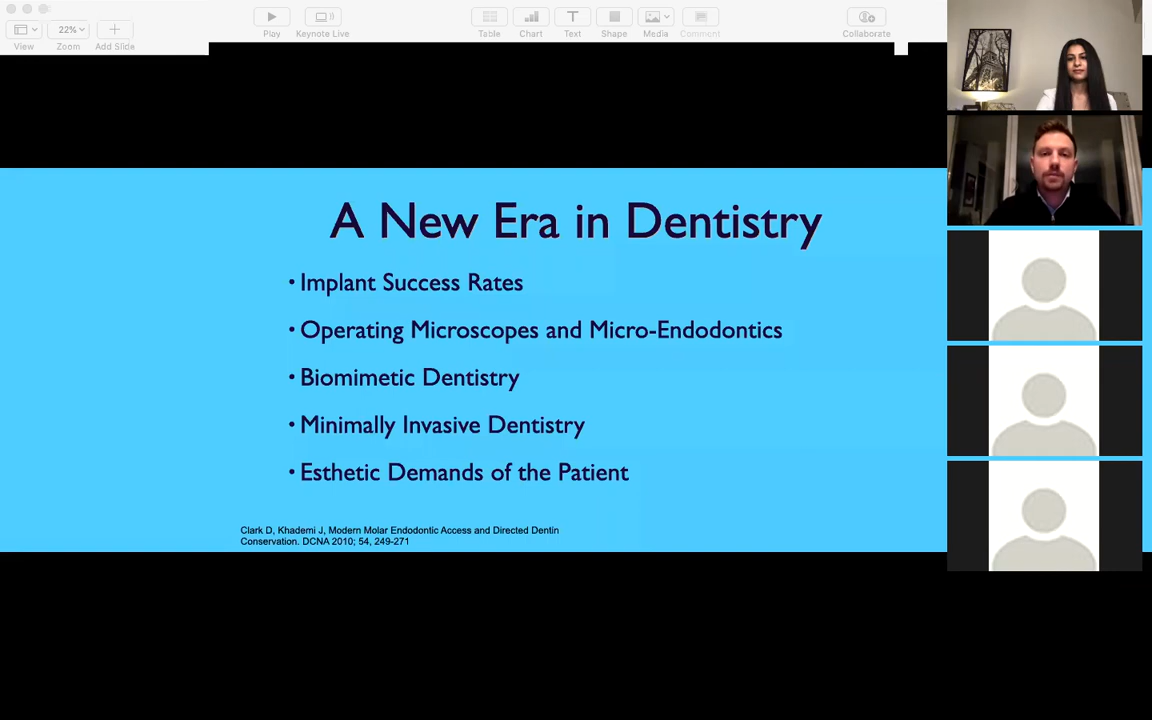 22%
View
Zoom
Add Slide
Play
Keynote Live
Table
Chart
Text
Shape
Media
Comment
Collaborate
A New Era in Dentistry
• Implant Success Rates
• Operating Microscopes and Micro-Endodontics
• Biomimetic Dentistry
• Minimally Invasive Dentistry
• Esthetic Demands of the Patient
Clark D, Khademi J, Modern Molar Endodontic Access and Directed Dentin
Conservation. DCNA 2010; 54, 249-271